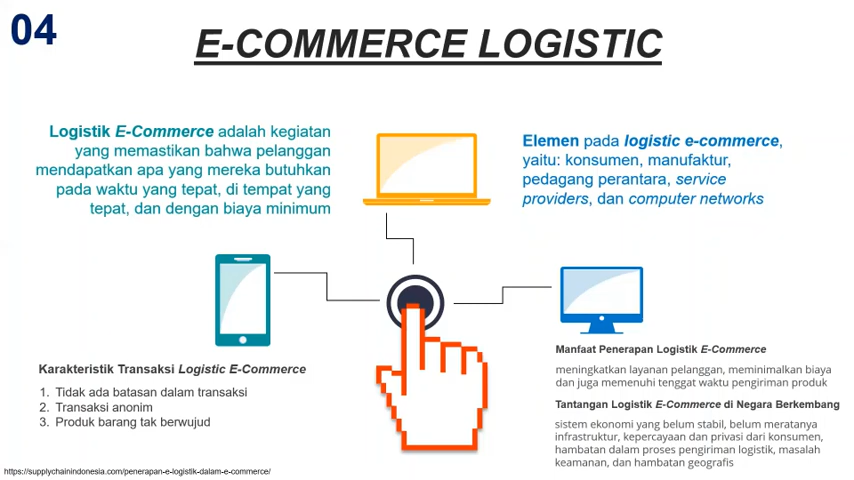 04
E-COMMERCE LOGISTIC
Logistik E-Commerce adalah kegiatan
yang memastikan bahwa pelanggan
mendapatkan apa yang mereka butuhkan
pada waktu yang tepat, di tempat yang
tepat, dan dengan biaya minimum
Elemen pada logistic e-commerce,
yaitu: konsumen, manufaktur,
pedagang perantara, service
providers, dan computer networks
Karakteristik Transaksi Logistic E-Commerce
1. Tidak ada batasan dalam transaksi
2. Transaksi anonim
3. Produk barang tak berwujud
Manfaat Penerapan Logistik E-Commerce
meningkatkan layanan pelanggan, meminimalkan biaya
dan juga memenuhi tenggat waktu pengiriman produk
Tantangan Logistik E-Commerce di Negara Berkembang
sistem ekonomi yang belum stabil, belum meratanya
infrastruktur, kepercayaan dan privasi dari konsumen,
hambatan dalam proses pengiriman logistik, masalah
keamanan, dan hambatan geografis
https://supplychainindonesia.com/penerapan-e-logistik-dalam-e-commerce/